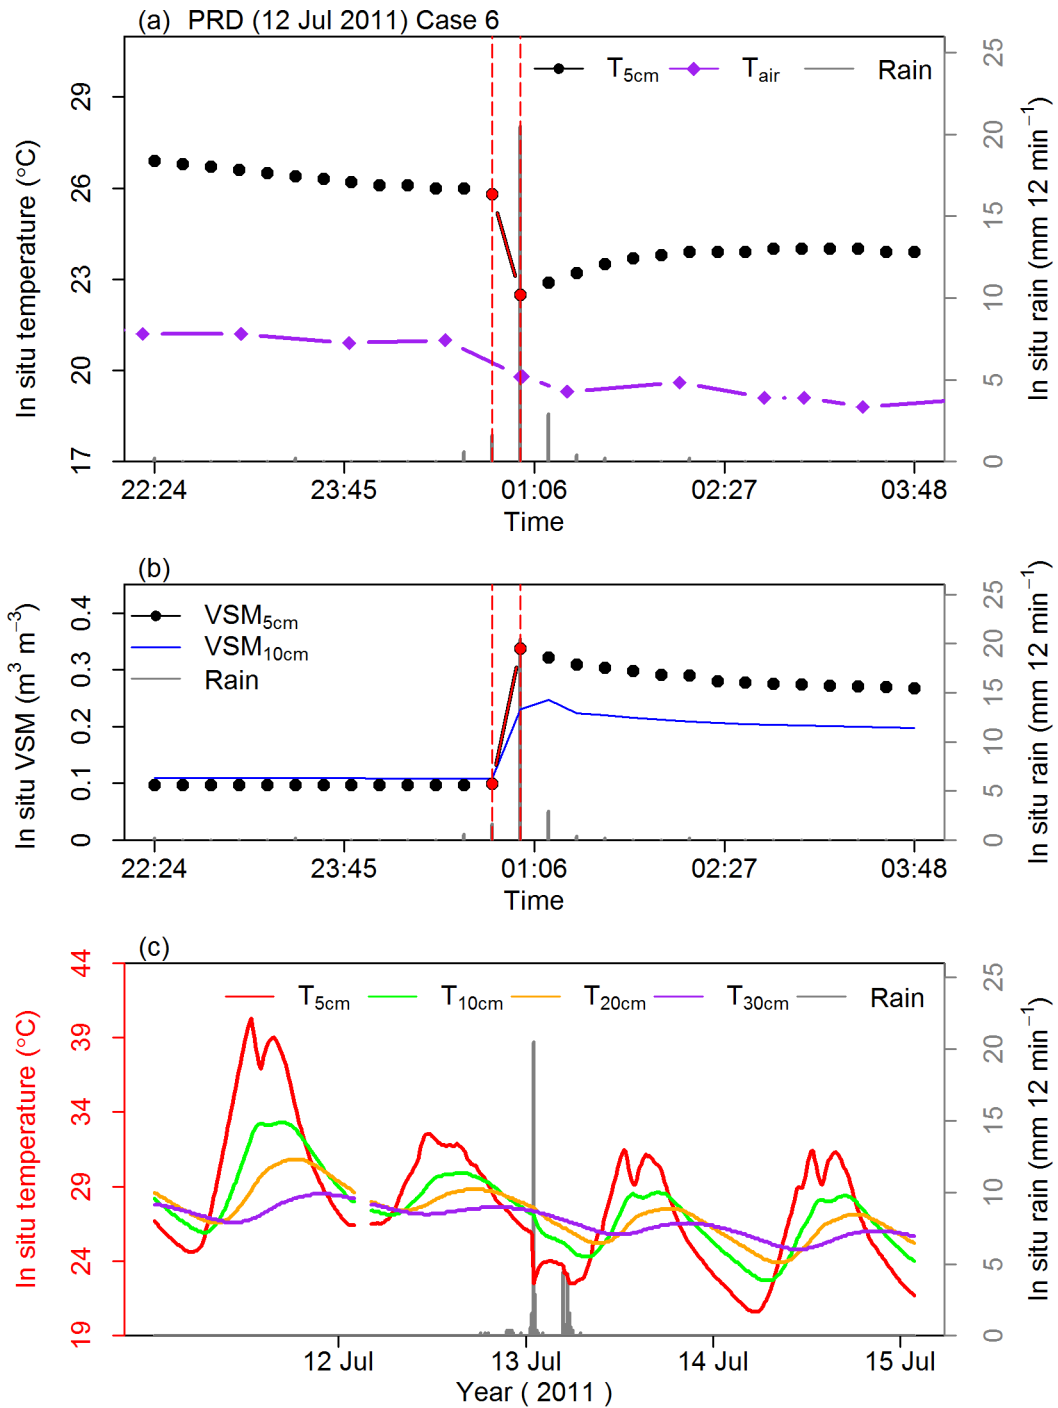 (a) PRD (12 Jul 2011) Case 6
T5cm T air Rain
In situ temperature (°C)
29
26
23
20
17
In situ rain (mm 12 min−1)
25
20
15
10
5
0
22:24 23:45 01:06 02:27 03:48
Time
(b)
VSM5cm
VSM10cm
Rain
In situ VSM (m3 m−3)
0.4
0.3
0.2
0.1
0
In situ rain (mm 12 min−1)
25
20
15
10
5
0
22:24 23:45 01:06 02:27 03:48
Time
(c)
T5cm T10cm T20cm T30cm Rain
In situ temperature (°C)
44
39
34
29
24
19
In situ rain (mm 12 min−1)
25
20
15
10
5
0
12 Jul 13 Jul 14 Jul 15 Jul
Year ( 2011 )